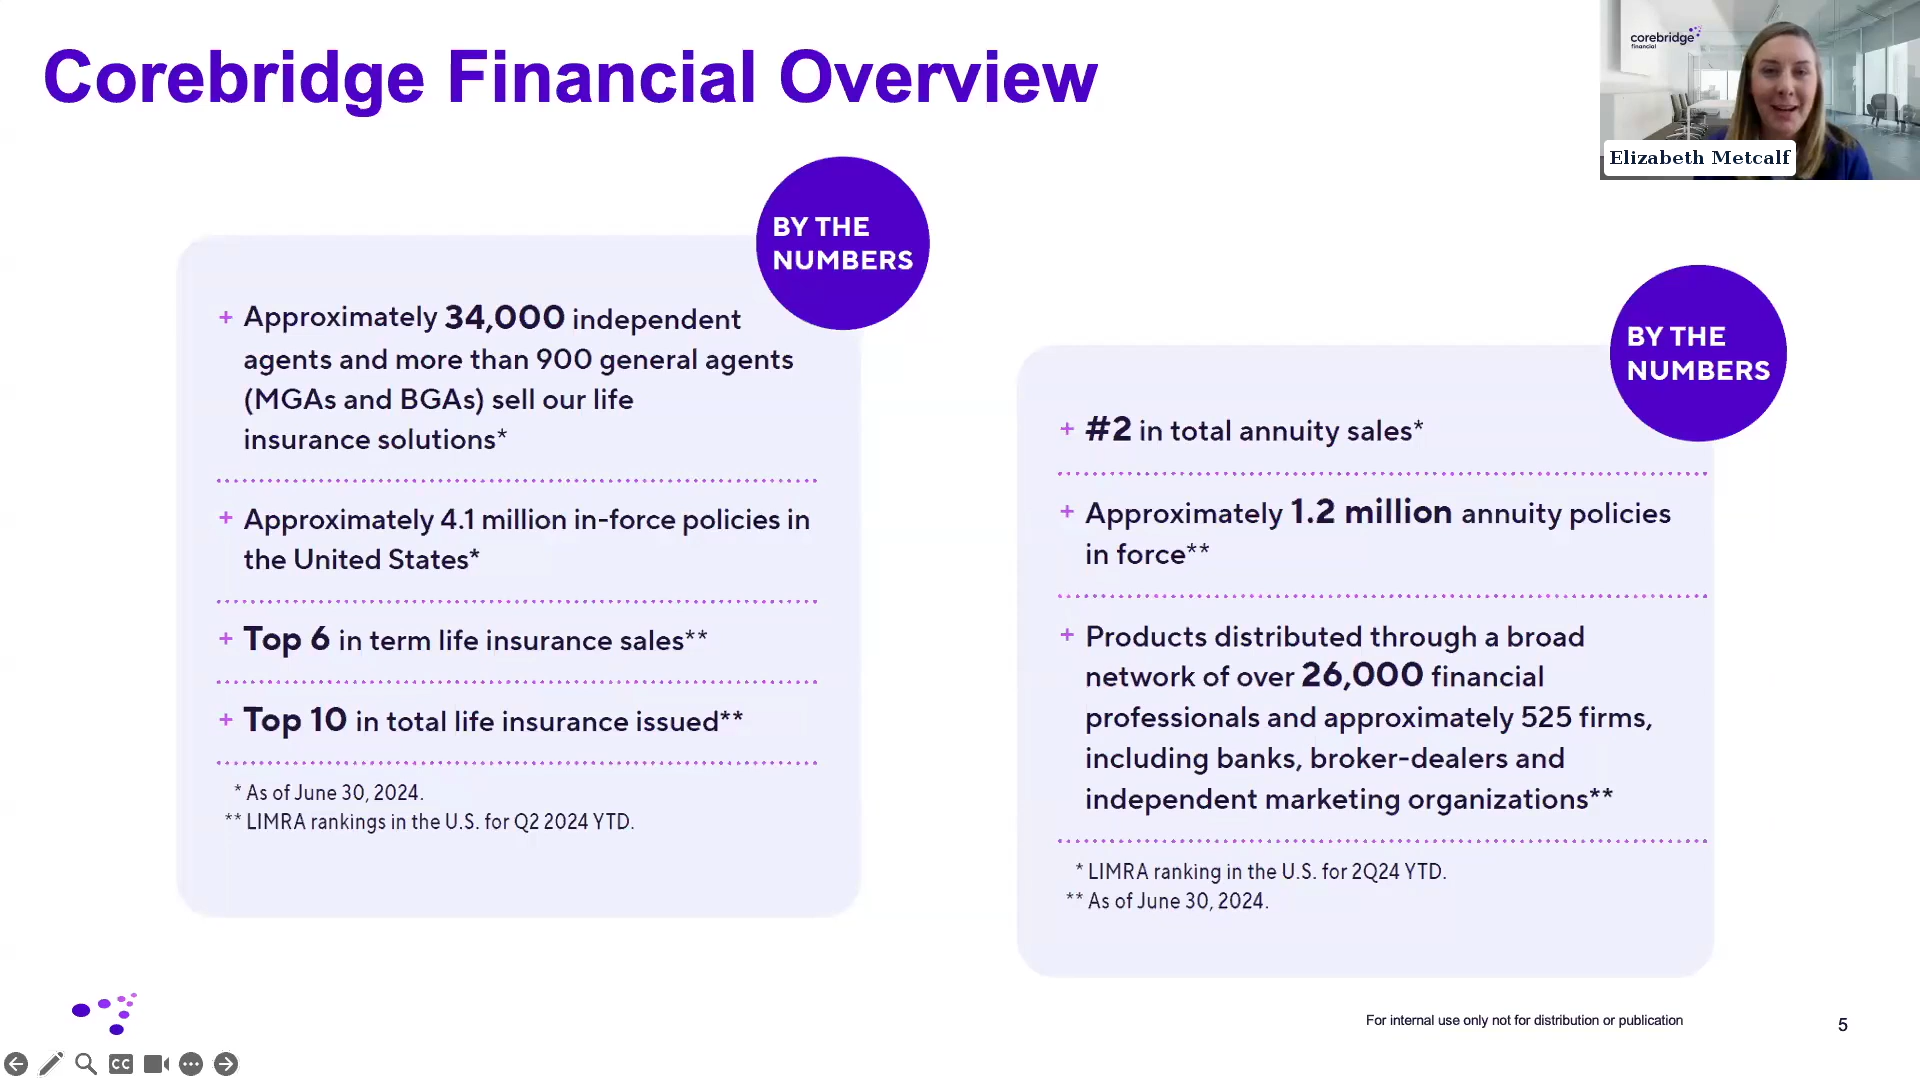 Corebridge Financial Overview
corebridge
financial
Elizabeth Metcalf
BY THE
NUMBERS
+ Approximately 34,000 independent
agents and more than 900 general agents
(MGAs and BGAs) sell our life
insurance solutions*
+ Approximately 4.1 million in-force policies in
the United States*
+ Top 6 in term life insurance sales**
+ Top 10 in total life insurance issued**
* As of June 30, 2024.
** LIMRA rankings in the U.S. for Q2 2024 YTD.
BY THE
NUMBERS
+ #2 in total annuity sales*
+ Approximately 1.2 million annuity policies
in force**
+ Products distributed through a broad
network of over 26,000 financial
professionals and approximately 525 firms,
including banks, broker-dealers and
independent marketing organizations**
* LIMRA ranking in the U.S. for 2Q24 YTD.
** As of June 30, 2024.
For internal use only not for distribution or publication
5
CC